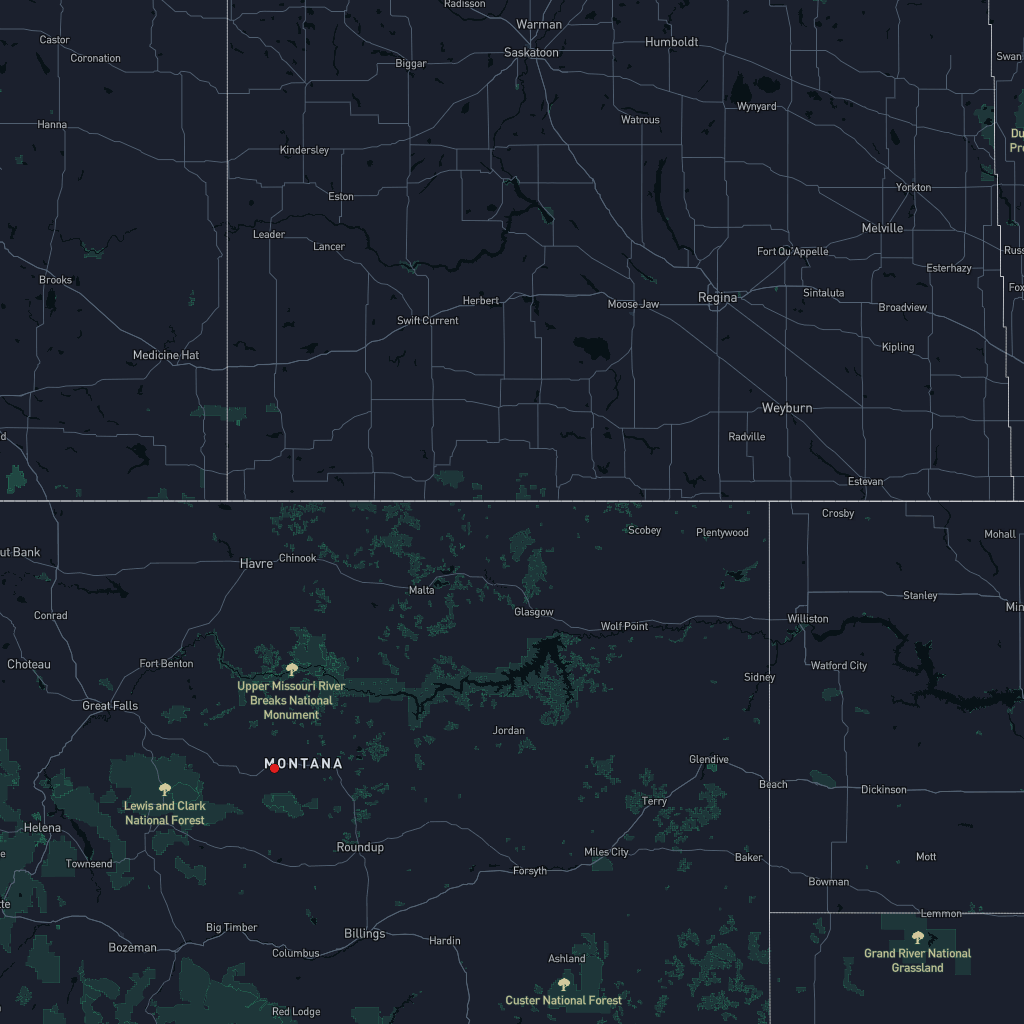 Radisson
Warman
Castor
Humboldt
Saskatoon
Coronation
Swan
Biggar
Wynyard
Hanna
Watrous
Du
Pro
Kindersley
Yorkton
Eston
Melville
Leader
Lancer
Fort Qu'Appelle
Russ
Esterhazy
Brooks
Fox
Sintaluta
Regina
Herbert
Moose Jaw
Broadview
Swift Current
Kipling
Medicine Hat
Weyburn
d
Radville
Estevan
Crosby
Scobey
Plentywood
Mohall
ut Bank
Chinook
Havre
Malta
Stanley
Min
Glasgow
Conrad
Williston
Wolf Point
Choteau
Fort Benton
Watford City
Sidney
Upper Missouri River
Breaks National
Monument
Great Falls
Jordan
MONTANA
Glendive
Beach
Dickinson
Lewis and Clark
National Forest
Terry
Helena
Roundup
Miles City
e
Townsend
Baker
Mott
Forsyth
Bowman
tte
Lemmon
Big Timber
Billings
Hardin
Bozeman
Columbus
Grand River National
Grassland
Ashland
Custer National Forest
Red Lodge